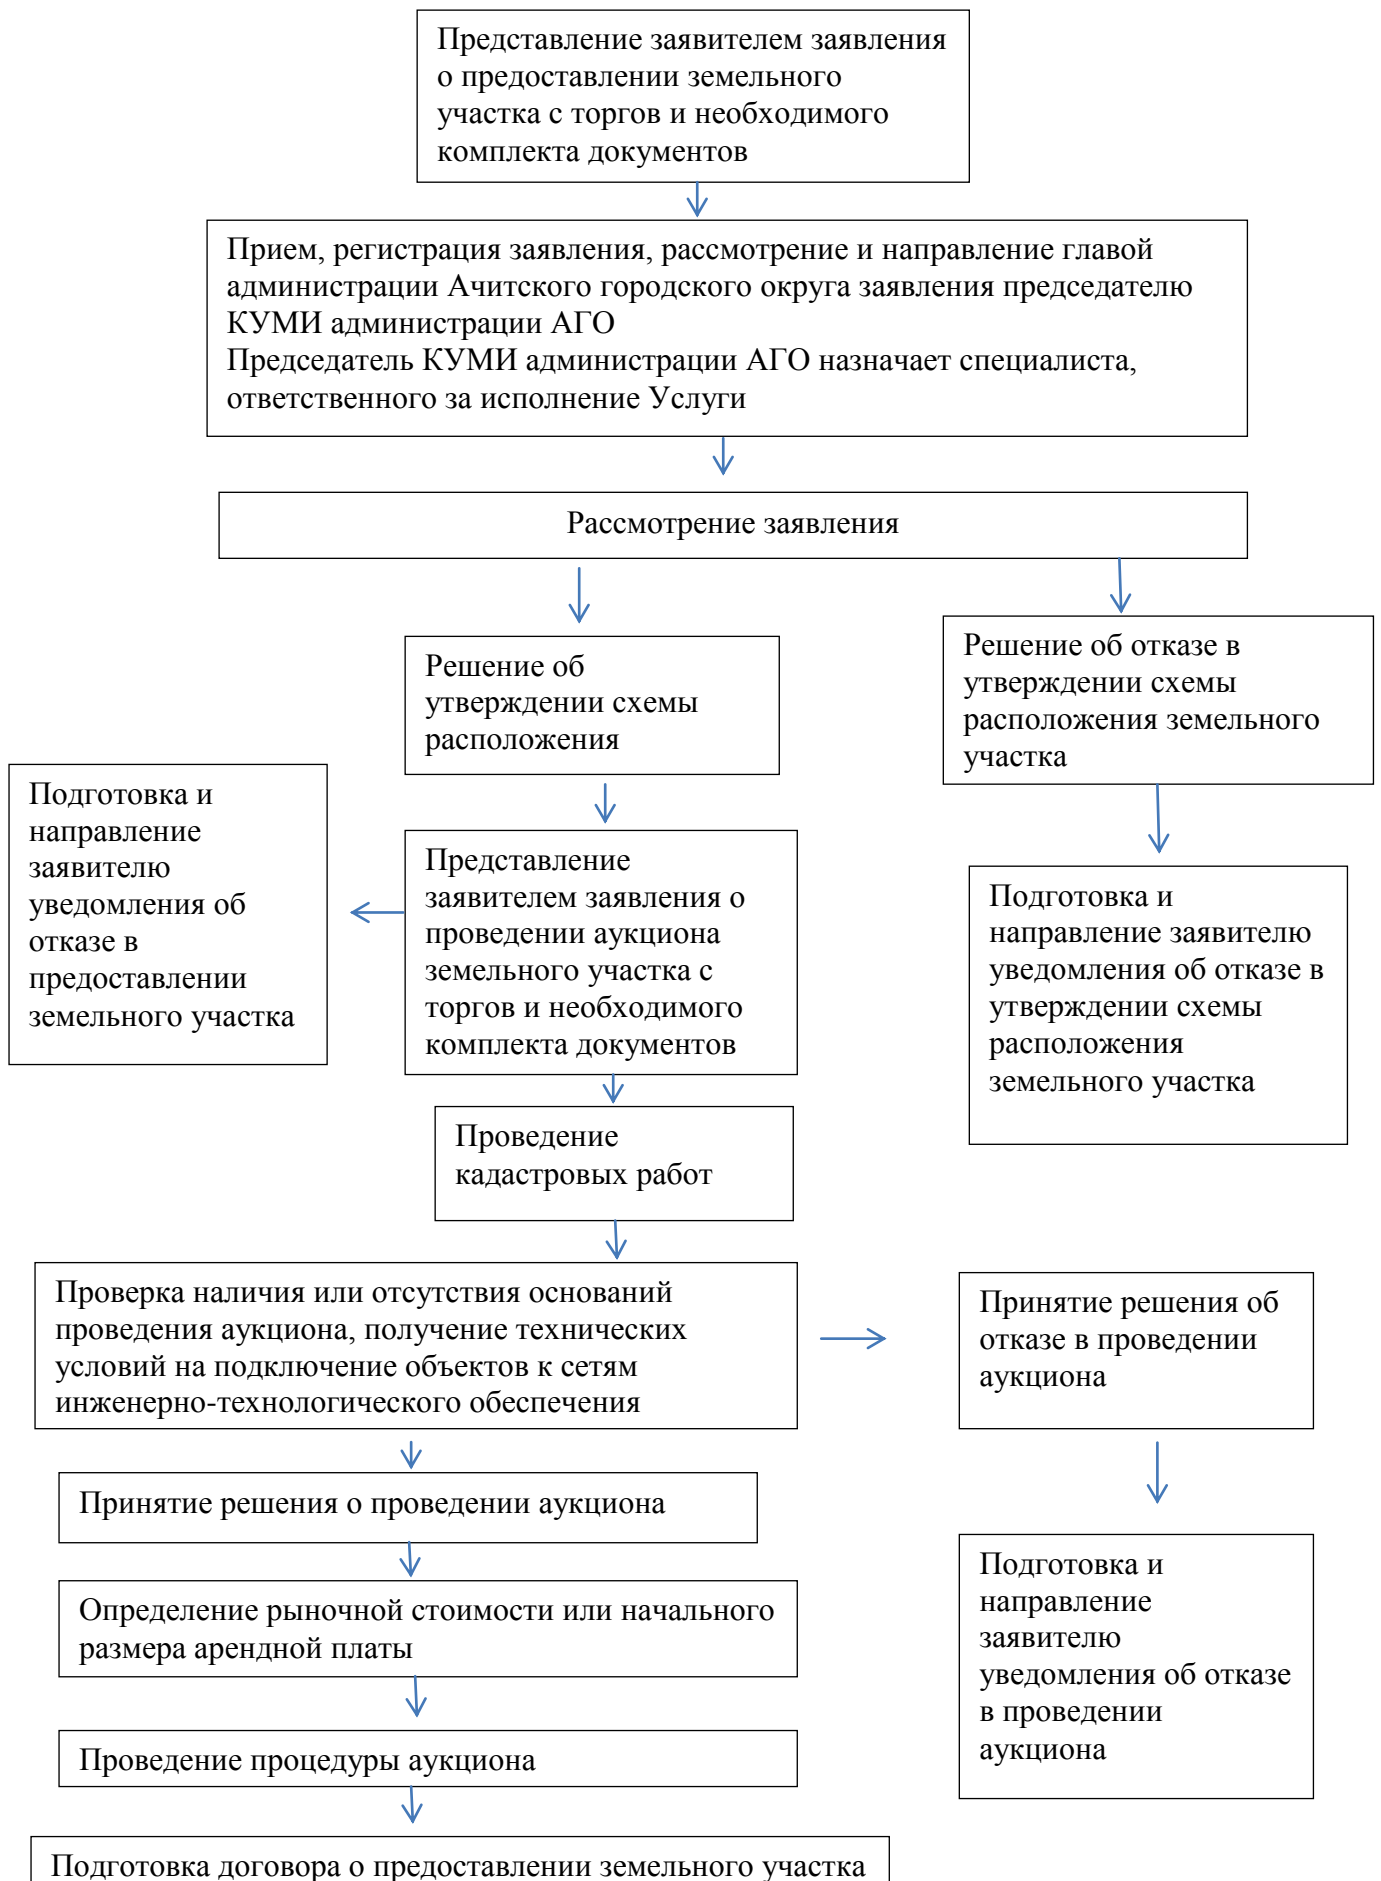 Представление заявителем заявления
о предоставлении земельного
участка с торгов и необходимого
комплекта документов
Прием, регистрация заявления, рассмотрение и направление главой
администрации Ачитского городского округа заявления председателю
КУМИ администрации АГО
Председатель КУМИ администрации АГО назначает специалиста,
ответственного за исполнение Услуги
Рассмотрение заявления
Решение об
утверждении схемы
расположения
Решение об отказе в
утверждении схемы
расположения земельного
участка
Подготовка и
направление
заявителю
уведомления об
отказе в
предоставлении
земельного участка
Представление
заявителем заявления о
проведении аукциона
земельного участка с
торгов и необходимого
комплекта документов
Подготовка и
направление заявителю
уведомления об отказе в
утверждении схемы
расположения
земельного участка
Проведение
кадастровых работ
Проверка наличия или отсутствия оснований
проведения аукциона, получение технических
условий на подключение объектов к сетям
инженерно-технологического обеспечения
Принятие решения об
отказе в проведении
аукциона
Принятие решения о проведении аукциона
Определение рыночной стоимости или начального
размера арендной платы
Подготовка и
направление
заявителю
уведомления об отказе
в проведении
аукциона
Проведение процедуры аукциона
Подготовка договора о предоставлении земельного участка